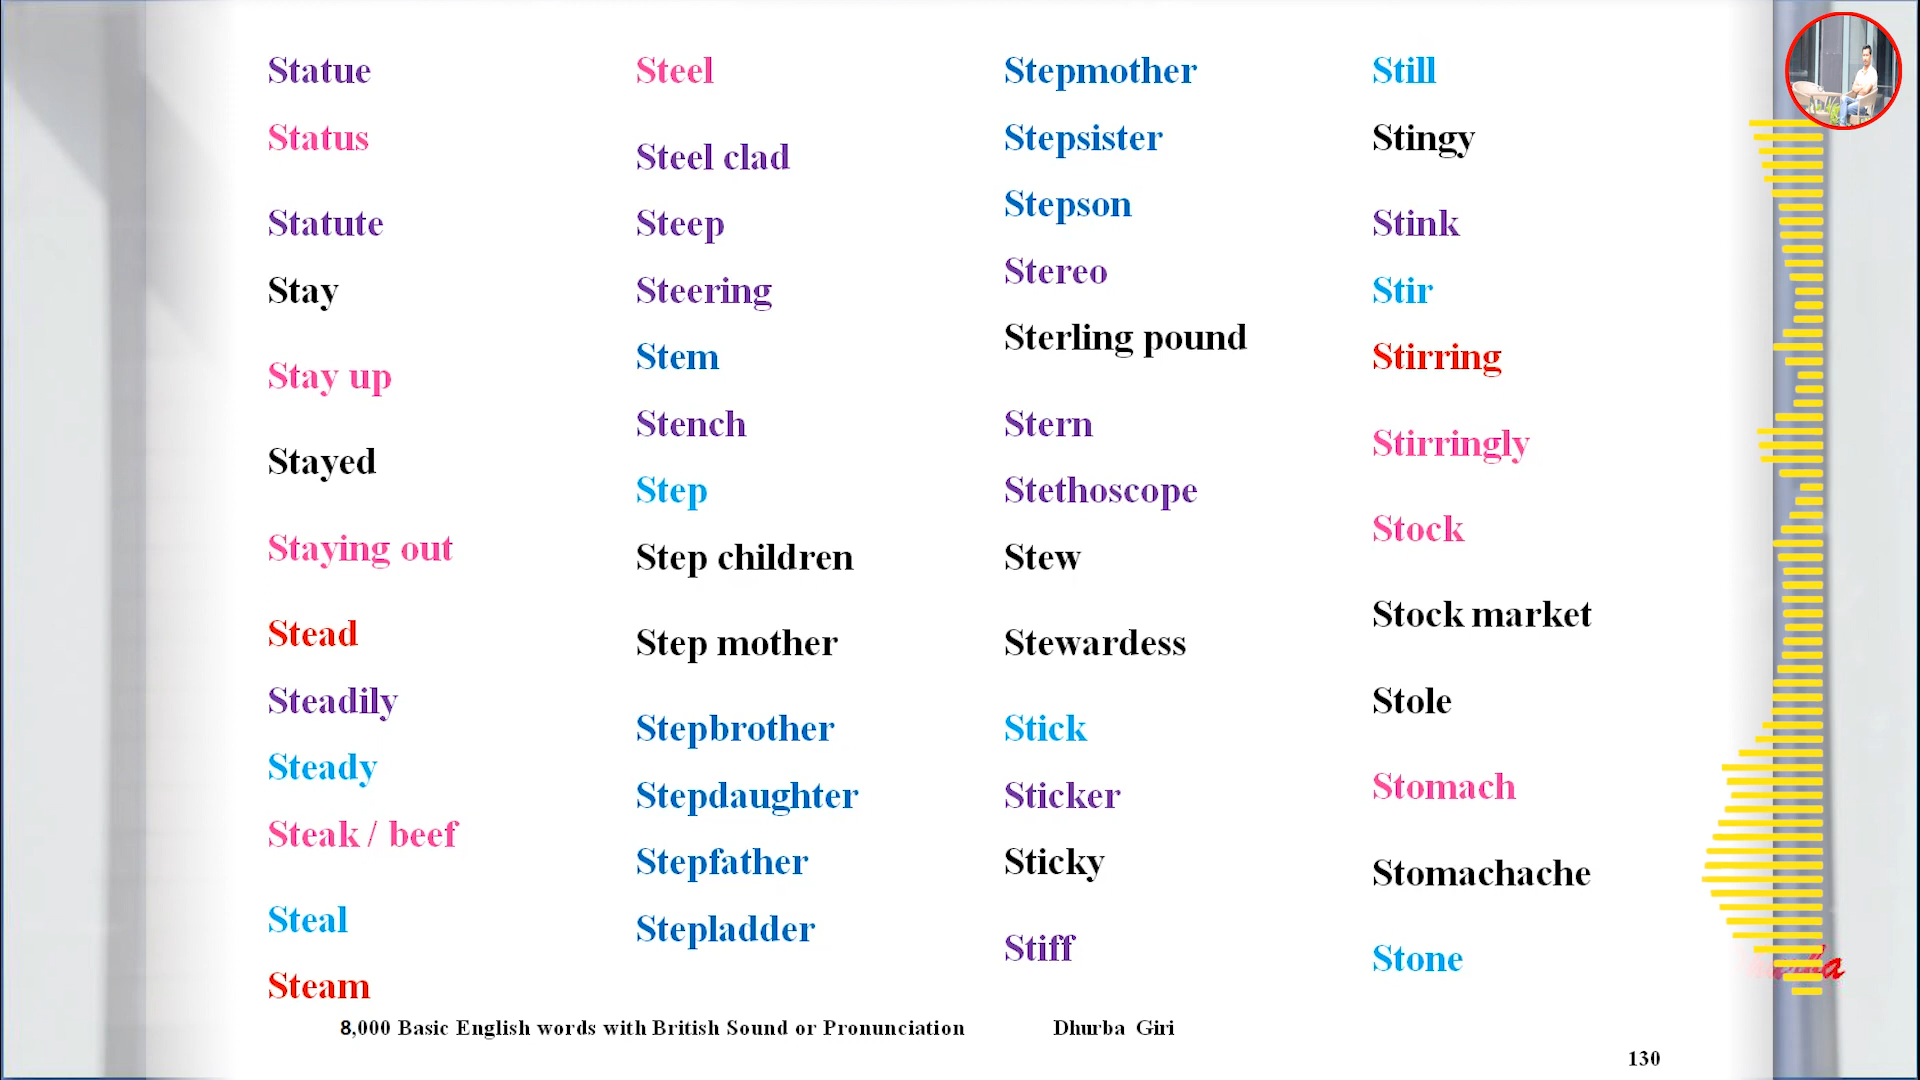 Statue
Status
Statute
Stay
Stay up
Stayed
Staying out
Stead
Steadily
Steady
Steak / beef
Steal
Steam
Steel
Steel clad
Steep
Steering
Stem
Stench
Step
Step children
Step mother
Stepbrother
Stepdaughter
Stepfather
Stepladder
Stepmother
Stepsister
Stepson
Stereo
Sterling pound
Stern
Stethoscope
Stew
Stewardess
Stick
Sticker
Sticky
Stiff
Still
Stingy
Stink
Stir
Stirring
Stirringly
Stock
Stock market
Stole
Stomach
Stomachache
Stone
8,000 Basic English words with British Sound or Pronunciation Dhurba Giri
130